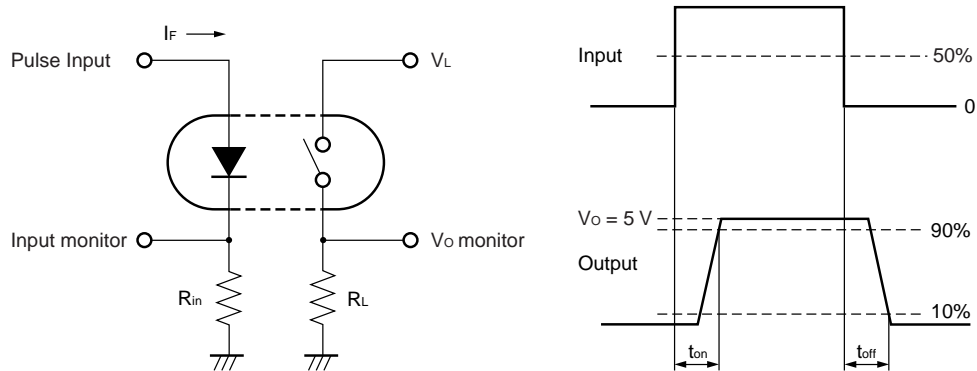 IF
Pulse Input
VL
Input monitor
VO monitor
Rin
RL
Input
50%
0
VO = 5 V
90%
Output
10%
ton
toff